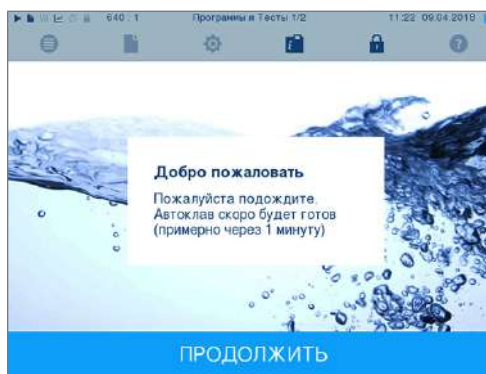 640 : 1 Программы и Тесты 1/2 11:22 09.04.2018
Добро пожаловать
Пожалуйста подождите.
Автоклав скоро будет готов
(примерно через 1 минуту)
ПРОДОЛЖИТЬ